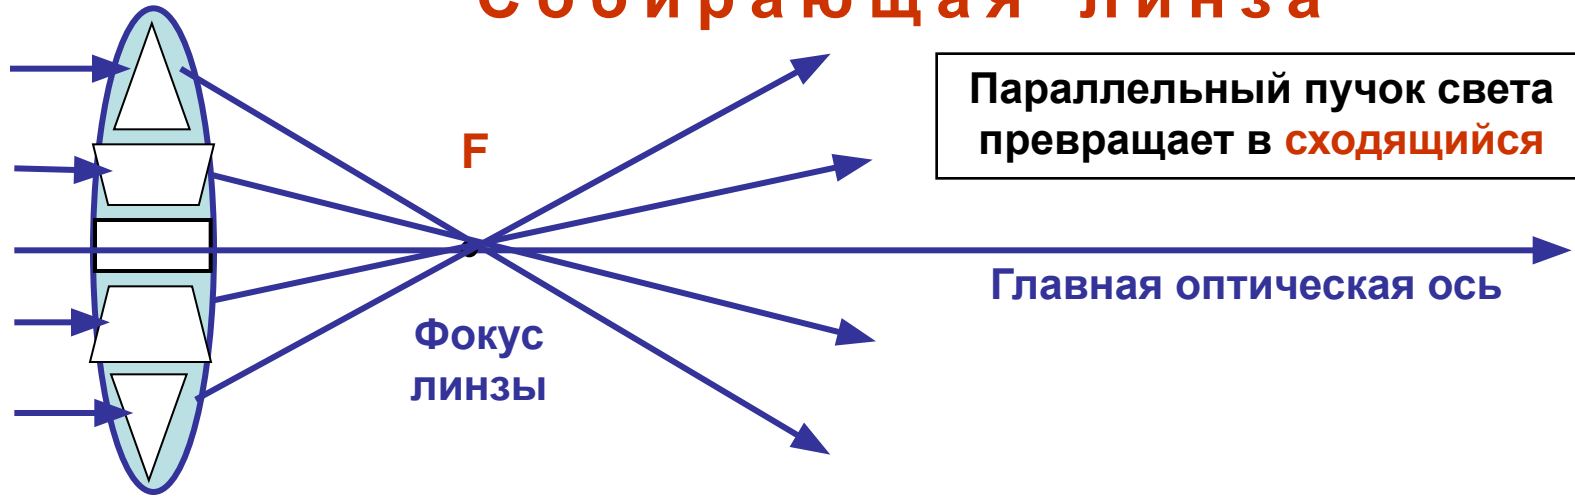 Собирающая линза
Параллельный пучок света
превращает в сходящийся
F
Главная оптическая ось
Фокус
линзы